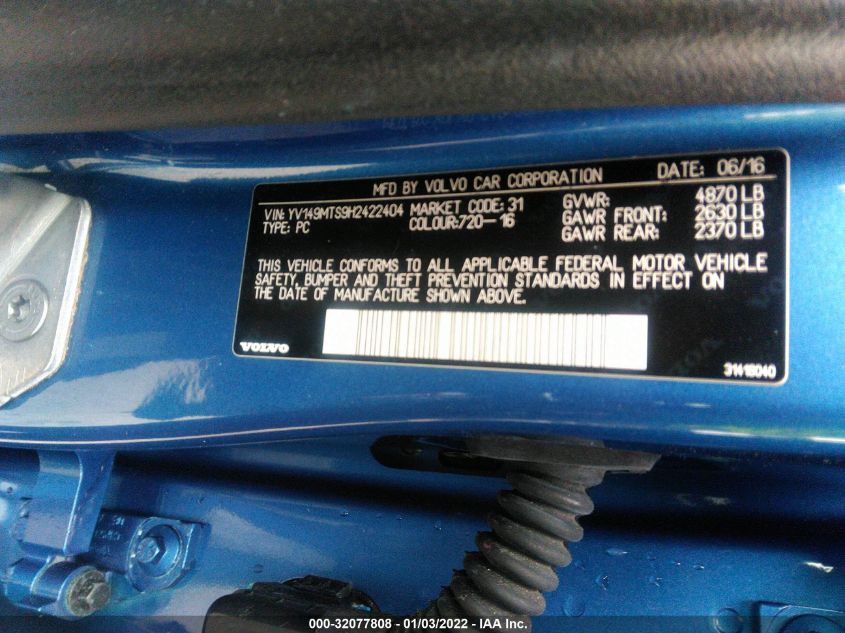 MFD BY VOLVO CAR CORPORATION DATE: 06/16
VIN: YV149MTS9H2422404 MARKET CODE: 31 GVWR: 4870 LB
TYPE: PC COLOUR:720-16 GAWR FRONT: 2630 LB
GAWR REAR: 2370 LB
THIS VEHICLE CONFORMS TO ALL APPLICABLE FEDERAL MOTOR VEHICLE
SAFETY, BUMPER AND THEFT PREVENTION STANDARDS IN EFFECT ON
THE DATE OF MANUFACTURE SHOWN ABOVE.
VOLVO 31418040
000-32077808 - 01/03/2022 - IAA Inc.